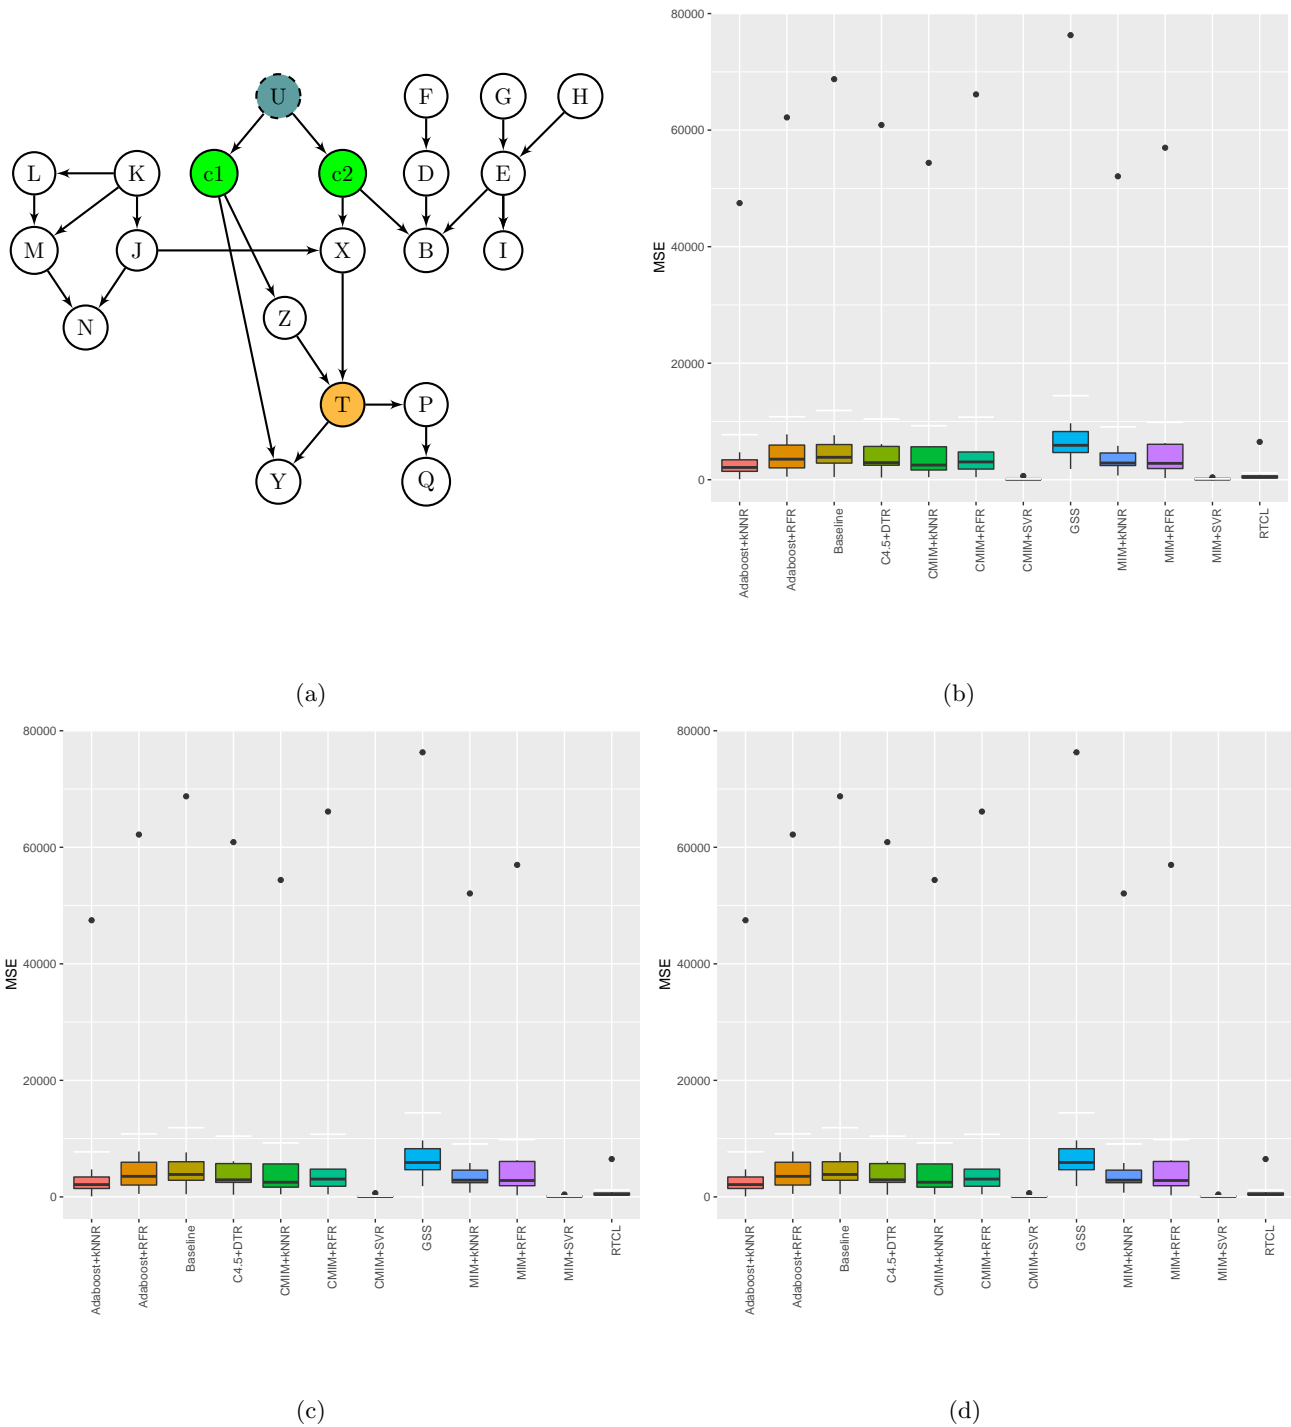 U
F
G
H
L
K
c1
c2
D
E
M
J
X
B
I
N
Z
T
P
Y
Q
(a)
MSE
80000
60000
40000
20000
0
Adaboost+kNNR
Adaboost+RFR
Baseline
C4.5+DTR
CMIM+kNNR
CMIM+RFR
CMIM+SVR
GSS
MIM+kNNR
MIM+RFR
MIM+SVR
RTCL
(b)
MSE
80000
60000
40000
20000
0
Adaboost+kNNR
Adaboost+RFR
Baseline
C4.5+DTR
CMIM+kNNR
CMIM+RFR
CMIM+SVR
GSS
MIM+kNNR
MIM+RFR
MIM+SVR
RTCL
(c)
MSE
80000
60000
40000
20000
0
Adaboost+kNNR
Adaboost+RFR
Baseline
C4.5+DTR
CMIM+kNNR
CMIM+RFR
CMIM+SVR
GSS
MIM+kNNR
MIM+RFR
MIM+SVR
RTCL
(d)